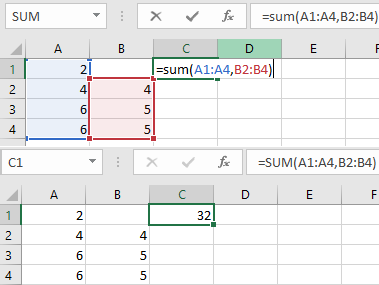 SUM =sum(A1:A4,B2:B4)
A B C D E F
1 2 =sum(A1:A4,B2:B4)
2 4 4
3 6 5
4 6 5
C1 =SUM(A1:A4,B2:B4)
A B C D E F
1 2 32
2 4 4
3 6 5
4 6 5